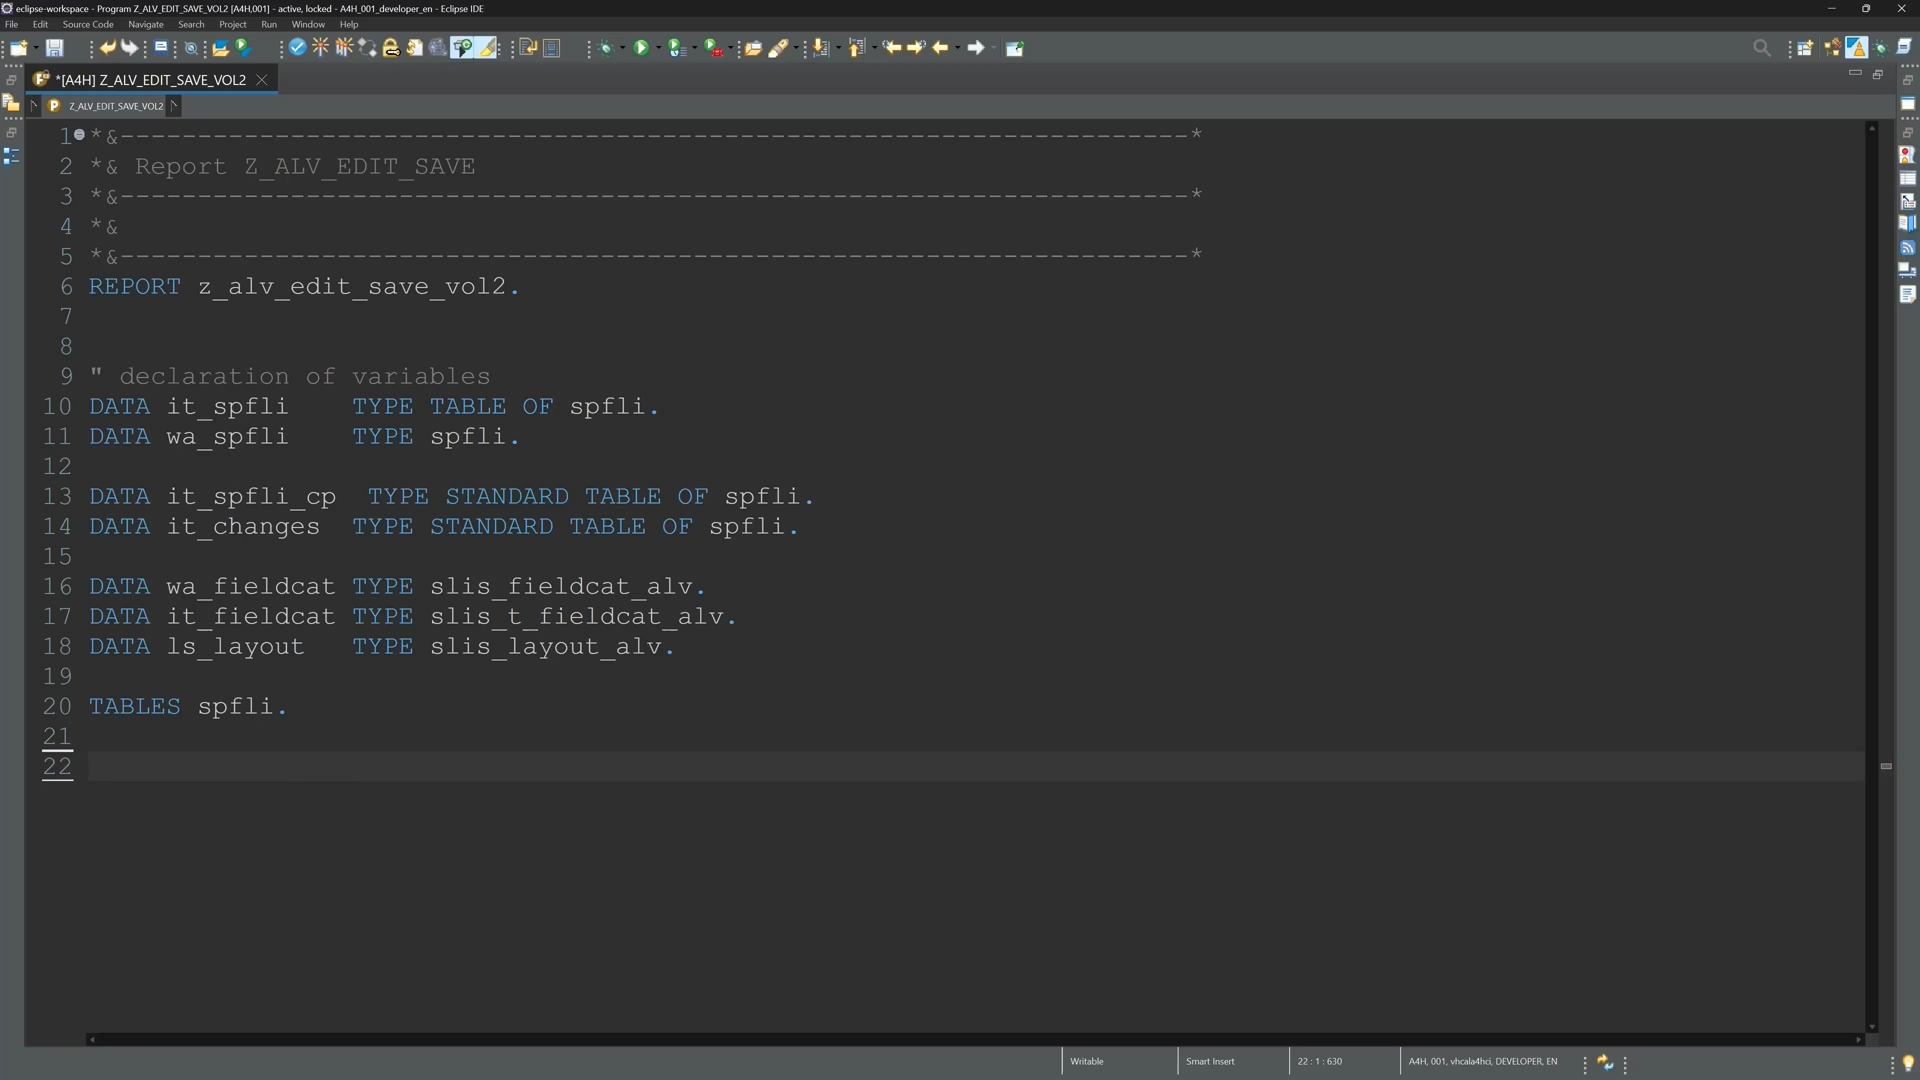 eclipse-workspace - Program Z_ALV_EDIT_SAVE_VOL2 [A4H,001] - active, locked - A4H_001_developer_en - Eclipse IDE
File Edit Source Code Navigate Search Project Run Window Help
*[A4H] Z_ALV_EDIT_SAVE_VOL2
Z_ALV_EDIT_SAVE_VOL2
1 *&---------------------------------------------------------------------*
2 *& Report Z_ALV_EDIT_SAVE
3 *&---------------------------------------------------------------------*
4 *&
5 *&---------------------------------------------------------------------*
6 REPORT z_alv_edit_save_vol2.
7
8
9 " declaration of variables
10 DATA it_spfli    TYPE TABLE OF spfli.
11 DATA wa_spfli    TYPE spfli.
12
13 DATA it_spfli_cp  TYPE STANDARD TABLE OF spfli.
14 DATA it_changes  TYPE STANDARD TABLE OF spfli.
15
16 DATA wa_fieldcat TYPE slis_fieldcat_alv.
17 DATA it_fieldcat TYPE slis_t_fieldcat_alv.
18 DATA ls_layout   TYPE slis_layout_alv.
19
20 TABLES spfli.
21
22
Writable Smart Insert 22 : 1 : 630 A4H, 001, vhcala4hci, DEVELOPER, EN